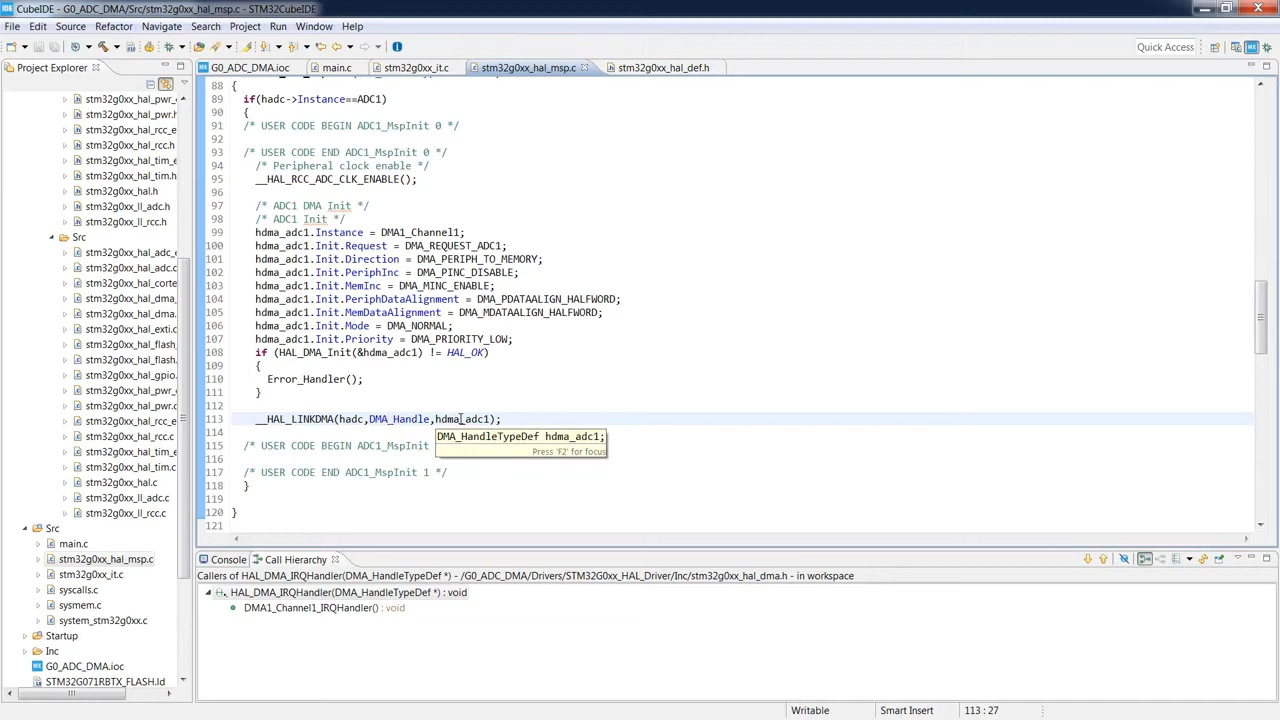 CubeIDE - G0_ADC_DMA/Src/stm32g0xx_hal_msp.c - STM32CubeIDE
File Edit Source Refactor Navigate Search Project Run Window Help
Quick Access
Project Explorer
stm32g0xx_hal_pwr_e
stm32g0xx_hal_pwr.h
stm32g0xx_hal_rcc_e
stm32g0xx_hal_rcc.h
stm32g0xx_hal_tim_e
stm32g0xx_hal_tim.h
stm32g0xx_hal.h
stm32g0xx_ll_adc.h
stm32g0xx_ll_rcc.h
Src
stm32g0xx_hal_adc_e
stm32g0xx_hal_adc.c
stm32g0xx_hal_corte
stm32g0xx_hal_dma_
stm32g0xx_hal_dma.
stm32g0xx_hal_exti.c
stm32g0xx_hal_flash_
stm32g0xx_hal_flash.
stm32g0xx_hal_gpio.
stm32g0xx_hal_pwr_e
stm32g0xx_hal_pwr.c
stm32g0xx_hal_rcc_e
stm32g0xx_hal_rcc.c
stm32g0xx_hal_tim_e
stm32g0xx_hal_tim.c
stm32g0xx_hal.c
stm32g0xx_ll_adc.c
stm32g0xx_ll_rcc.c
Src
main.c
stm32g0xx_hal_msp.c
stm32g0xx_it.c
syscalls.c
sysmem.c
system_stm32g0xx.c
Startup
Inc
G0_ADC_DMA.ioc
STM32G071RBTX_FLASH.ld
G0_ADC_DMA.ioc main.c stm32g0xx_it.c stm32g0xx_hal_msp.c stm32g0xx_hal_def.h
88 {
89 if(hadc->Instance==ADC1)
90 {
91 /* USER CODE BEGIN ADC1_MspInit 0 */
92
93 /* USER CODE END ADC1_MspInit 0 */
94 /* Peripheral clock enable */
95 __HAL_RCC_ADC_CLK_ENABLE();
96
97 /* ADC1 DMA Init */
98 /* ADC1 Init */
99 hdma_adc1.Instance = DMA1_Channel1;
100 hdma_adc1.Init.Request = DMA_REQUEST_ADC1;
101 hdma_adc1.Init.Direction = DMA_PERIPH_TO_MEMORY;
102 hdma_adc1.Init.PeriphInc = DMA_PINC_DISABLE;
103 hdma_adc1.Init.MemInc = DMA_MINC_ENABLE;
104 hdma_adc1.Init.PeriphDataAlignment = DMA_PDATAALIGN_HALFWORD;
105 hdma_adc1.Init.MemDataAlignment = DMA_MDATAALIGN_HALFWORD;
106 hdma_adc1.Init.Mode = DMA_NORMAL;
107 hdma_adc1.Init.Priority = DMA_PRIORITY_LOW;
108 if (HAL_DMA_Init(&hdma_adc1) != HAL_OK)
109 {
110 Error_Handler();
111 }
112
113 __HAL_LINKDMA(hadc,DMA_Handle,hdma_adc1);
114
DMA_HandleTypeDef hdma_adc1;
115 /* USER CODE BEGIN ADC1_MspInit
Press 'F2' for focus
116
117 /* USER CODE END ADC1_MspInit 1 */
118 }
119
120 }
121
Console Call Hierarchy
Callers of HAL_DMA_IRQHandler(DMA_HandleTypeDef *) - /G0_ADC_DMA/Drivers/STM32G0xx_HAL_Driver/Inc/stm32g0xx_hal_dma.h - in workspace
HAL_DMA_IRQHandler(DMA_HandleTypeDef *) : void
DMA1_Channel1_IRQHandler() : void
Writable Smart Insert 113 : 27